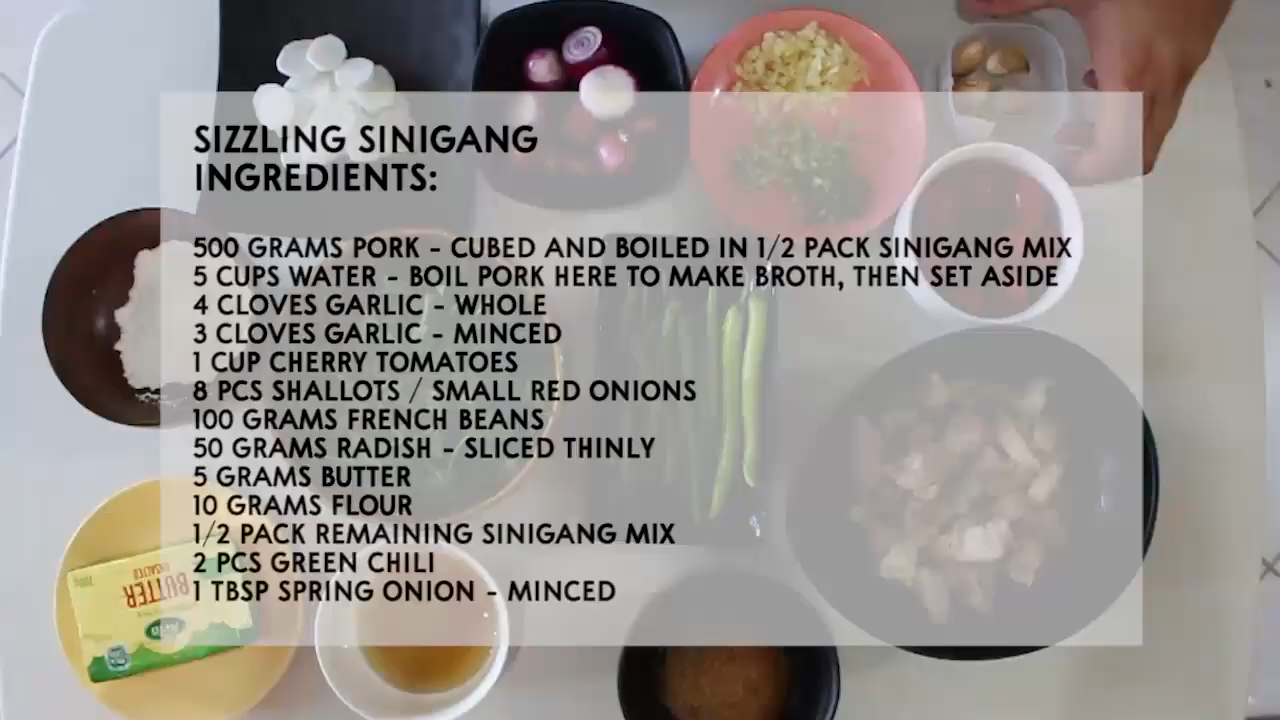 SIZZLING SINIGANG
INGREDIENTS:
500 GRAMS PORK - CUBED AND BOILED IN 1/2 PACK SINIGANG MIX
5 CUPS WATER - BOIL PORK HERE TO MAKE BROTH, THEN SET ASIDE
4 CLOVES GARLIC - WHOLE
3 CLOVES GARLIC - MINCED
1 CUP CHERRY TOMATOES
8 PCS SHALLOTS / SMALL RED ONIONS
100 GRAMS FRENCH BEANS
50 GRAMS RADISH - SLICED THINLY
5 GRAMS BUTTER
10 GRAMS FLOUR
1/2 PACK REMAINING SINIGANG MIX
2 PCS GREEN CHILI
1 TBSP SPRING ONION - MINCED
BUTTER
UNSALTED